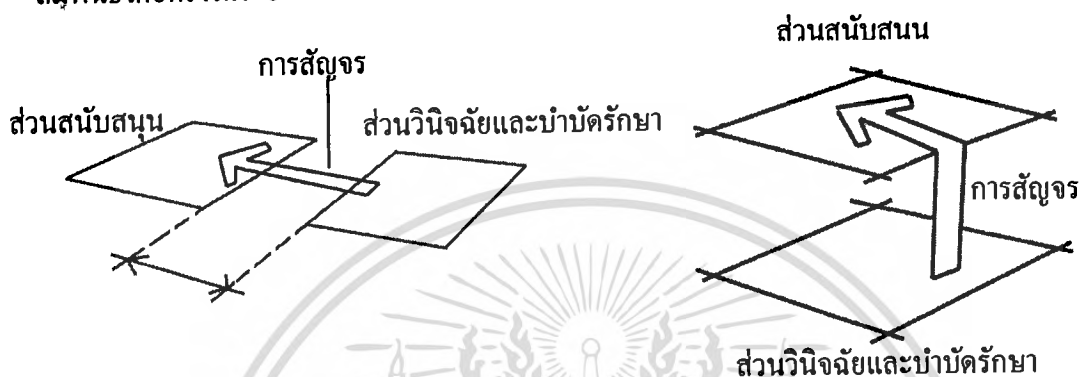 ส่วนสนับสนน
การสัญจร
ส่วนสนับสนุน
ส่วนวินิจฉัยและบำบัดรักษา
การสัญจร
ส่วนวินิจฉัยและบำบัดรักษา